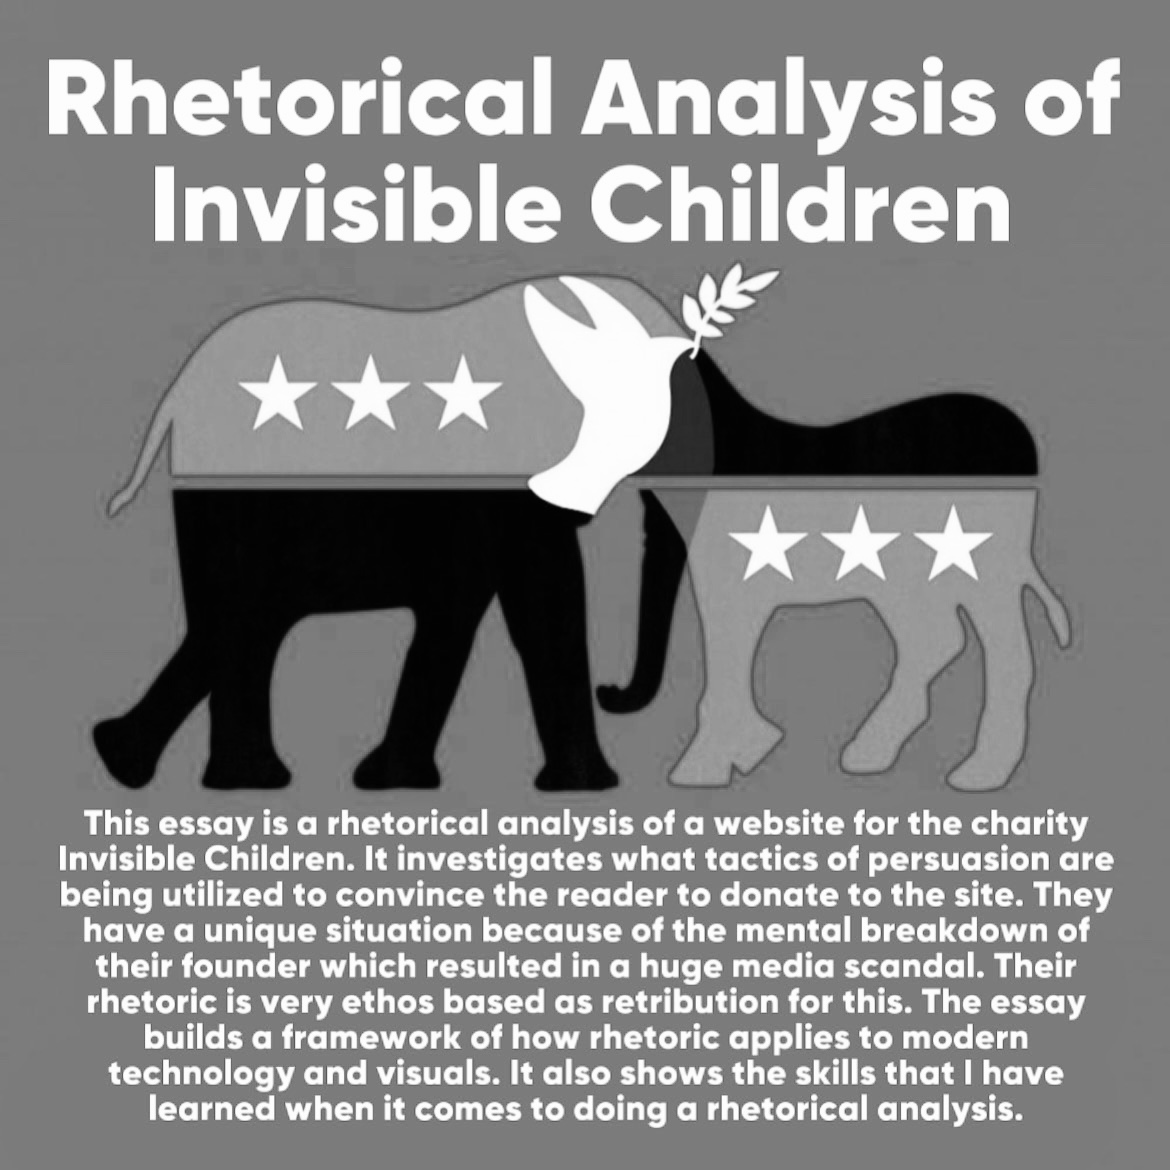 Rhetorical Analysis of
Invisible Children
This essay is a rhetorical analysis of a website for the charity
Invisible Children. It investigates what tactics of persuasion are
being utilized to convince the reader to donate to the site. They
have a unique situation because of the mental breakdown of
their founder which resulted in a huge media scandal. Their
rhetoric is very ethos based as retribution for this. The essay
builds a framework of how rhetoric applies to modern
technology and visuals. It also shows the skills that I have
learned when it comes to doing a rhetorical analysis.